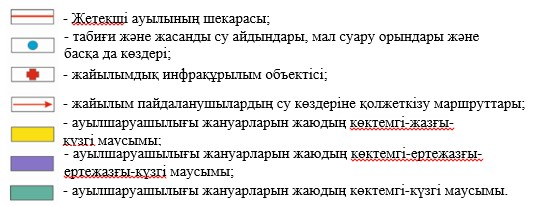 - Жетекші ауылының шекарасы;
- табиғи және жасанды су айдындары, мал суару орындары және
басқа да көздері;
- жайылымдық инфрақұрылым объектісі;
- жайылым пайдаланушылардың су көздеріне қолжеткізу маршруттары;
- ауылшаруашылығы жануарларын жаюдың көктемгі-жазғы-
күзгі маусымы;
- ауылшаруашылығы жануарларын жаюдың көктемгі-ертежазғы-
ертежазғы-күзгі маусымы;
- ауылшаруашылығы жануарларын жаюдың көктемгі-күзгі маусымы.